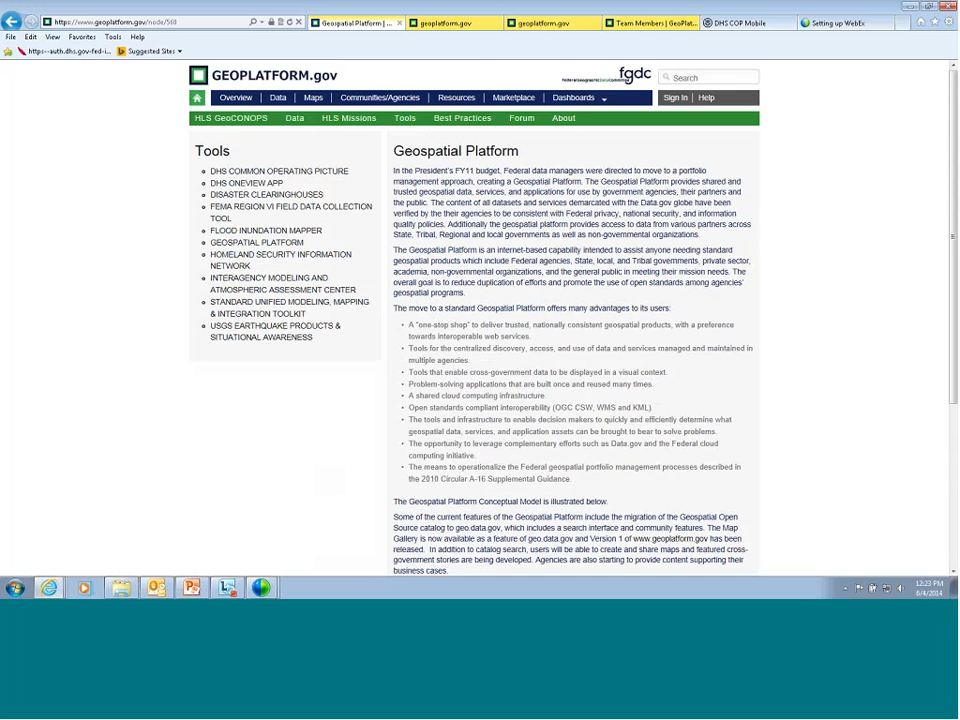 https://www.geoplatform.gov/node/560
Geospatial Platform | ...
geoplatform.gov
geoplatform.gov
Team Members | GeoPlat...
DHS COP Mobile
Setting up WebEx
File Edit View Favorites Tools Help
https--auth.dhs.gov-fed-i...
Suggested Sites
GEOPLATFORM.gov
fgdc
Search
Overview Data Maps Communities/Agencies Resources Marketplace Dashboards
Sign In | Help
HLS GeoCONOPS Data HLS Missions Tools Best Practices Forum About
Tools
DHS COMMON OPERATING PICTURE
DHS ONEVIEW APP
DISASTER CLEARINGHOUSES
FEMA REGION VI FIELD DATA COLLECTION
TOOL
FLOOD INUNDATION MAPPER
GEOSPATIAL PLATFORM
HOMELAND SECURITY INFORMATION
NETWORK
INTERAGENCY MODELING AND
ATMOSPHERIC ASSESSMENT CENTER
STANDARD UNIFIED MODELING, MAPPING
& INTEGRATION TOOLKIT
USGS EARTHQUAKE PRODUCTS &
SITUATIONAL AWARENESS
Geospatial Platform
In the President's FY11 budget, Federal data managers were directed to move to a portfolio
management approach, creating a Geospatial Platform. The Geospatial Platform provides shared and
trusted geospatial data, services, and applications for use by government agencies, their partners and
the public. The content of all datasets and services demarcated with the Data.gov globe have been
verified by the their agencies to be consistent with Federal privacy, national security, and information
quality policies. Additionally the geospatial platform provides access to data from various partners across
State, Tribal, Regional and local governments as well as non-governmental organizations.
The Geospatial Platform is an internet-based capability intended to assist anyone needing standard
geospatial products which include Federal agencies, State, local, and Tribal governments, private sector,
academia, non-governmental organizations, and the general public in meeting their mission needs. The
overall goal is to reduce duplication of efforts and promote the use of open standards among agencies'
geospatial programs.
The move to a standard Geospatial Platform offers many advantages to its users:
A "one-stop shop" to deliver trusted, nationally consistent geospatial products, with a preference
towards interoperable web services.
Tools for the centralized discovery, access, and use of data and services managed and maintained in
multiple agencies.
Tools that enable cross-government data to be displayed in a visual context.
Problem-solving applications that are built once and reused many times.
A shared cloud computing infrastructure.
Open standards compliant interoperability (OGC CSW, WMS and KML).
The tools and infrastructure to enable decision makers to quickly and efficiently determine what
geospatial data, services, and application assets can be brought to bear to solve problems.
The opportunity to leverage complementary efforts such as Data.gov and the Federal cloud
computing initiative.
The means to operationalize the Federal geospatial portfolio management processes described in
the 2010 Circular A-16 Supplemental Guidance.
The Geospatial Platform Conceptual Model is illustrated below.
Some of the current features of the Geospatial Platform include the migration of the Geospatial Open
Source catalog to geo.data.gov, which includes a search interface and community features. The Map
Gallery is now available as a feature of geo.data.gov and Version 1 of www.geoplatform.gov has been
released. In addition to catalog search, users will be able to create and share maps and featured cross-
government stories are being developed. Agencies are also starting to provide content supporting their
business cases.
12:23 PM
6/4/2014